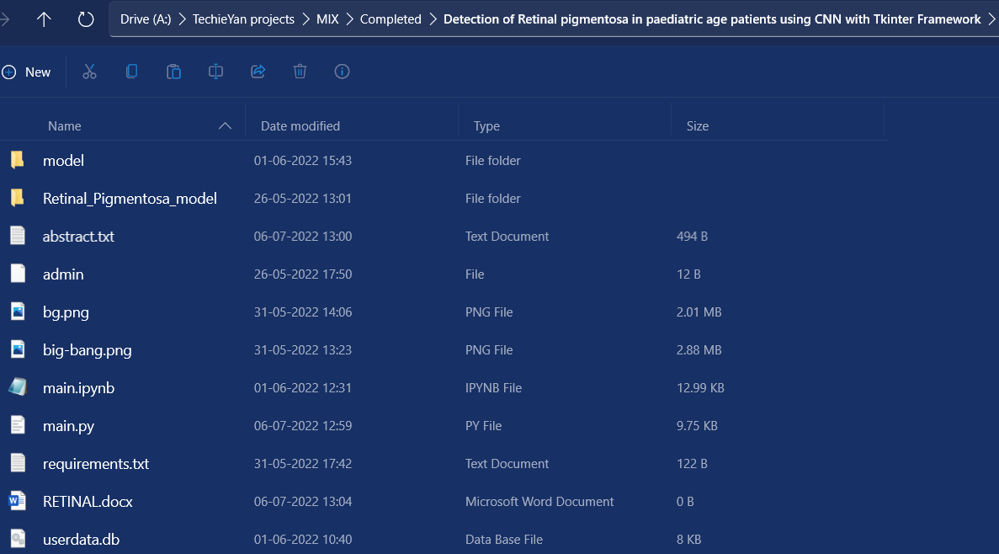 Drive (A:) > TechieYan projects > MIX > Completed > Detection of Retinal pigmentosa in paediatric age patients using CNN with Tkinter Framework >
New
Name Date modified Type Size
model 01-06-2022 15:43 File folder
Retinal_Pigmentosa_model 26-05-2022 13:01 File folder
abstract.txt 06-07-2022 13:00 Text Document 494 B
admin 26-05-2022 17:50 File 12 B
bg.png 31-05-2022 14:06 PNG File 2.01 MB
big-bang.png 31-05-2022 13:23 PNG File 2.88 MB
main.ipynb 01-06-2022 12:31 IPYNB File 12.99 KB
main.py 06-07-2022 12:59 PY File 9.75 KB
requirements.txt 31-05-2022 17:42 Text Document 122 B
RETINAL.docx 06-07-2022 13:04 Microsoft Word Document 0 B
userdata.db 01-06-2022 10:40 Data Base File 8 KB